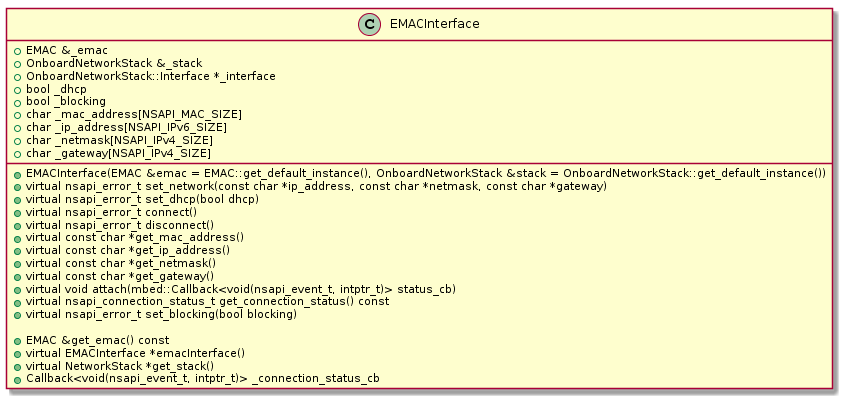 C EMACInterface
EMAC &_emac
OnboardNetworkStack &_stack
OnboardNetworkStack::Interface *_interface
bool _dhcp
bool _blocking
char _mac_address[NSAPI_MAC_SIZE]
char _ip_address[NSAPI_IPv6_SIZE]
char _netmask[NSAPI_IPv4_SIZE]
char _gateway[NSAPI_IPv4_SIZE]
EMACInterface(EMAC &emac = EMAC::get_default_instance(), OnboardNetworkStack &stack = OnboardNetworkStack::get_default_instance())
virtual nsapi_error_t set_network(const char *ip_address, const char *netmask, const char *gateway)
virtual nsapi_error_t set_dhcp(bool dhcp)
virtual nsapi_error_t connect()
virtual nsapi_error_t disconnect()
virtual const char *get_mac_address()
virtual const char *get_ip_address()
virtual const char *get_netmask()
virtual const char *get_gateway()
virtual void attach(mbed::Callback<void(nsapi_event_t, intptr_t)> status_cb)
virtual nsapi_connection_status_t get_connection_status() const
virtual nsapi_error_t set_blocking(bool blocking)
EMAC &get_emac() const
virtual EMACInterface *emacInterface()
virtual NetworkStack *get_stack()
Callback<void(nsapi_event_t, intptr_t)> _connection_status_cb